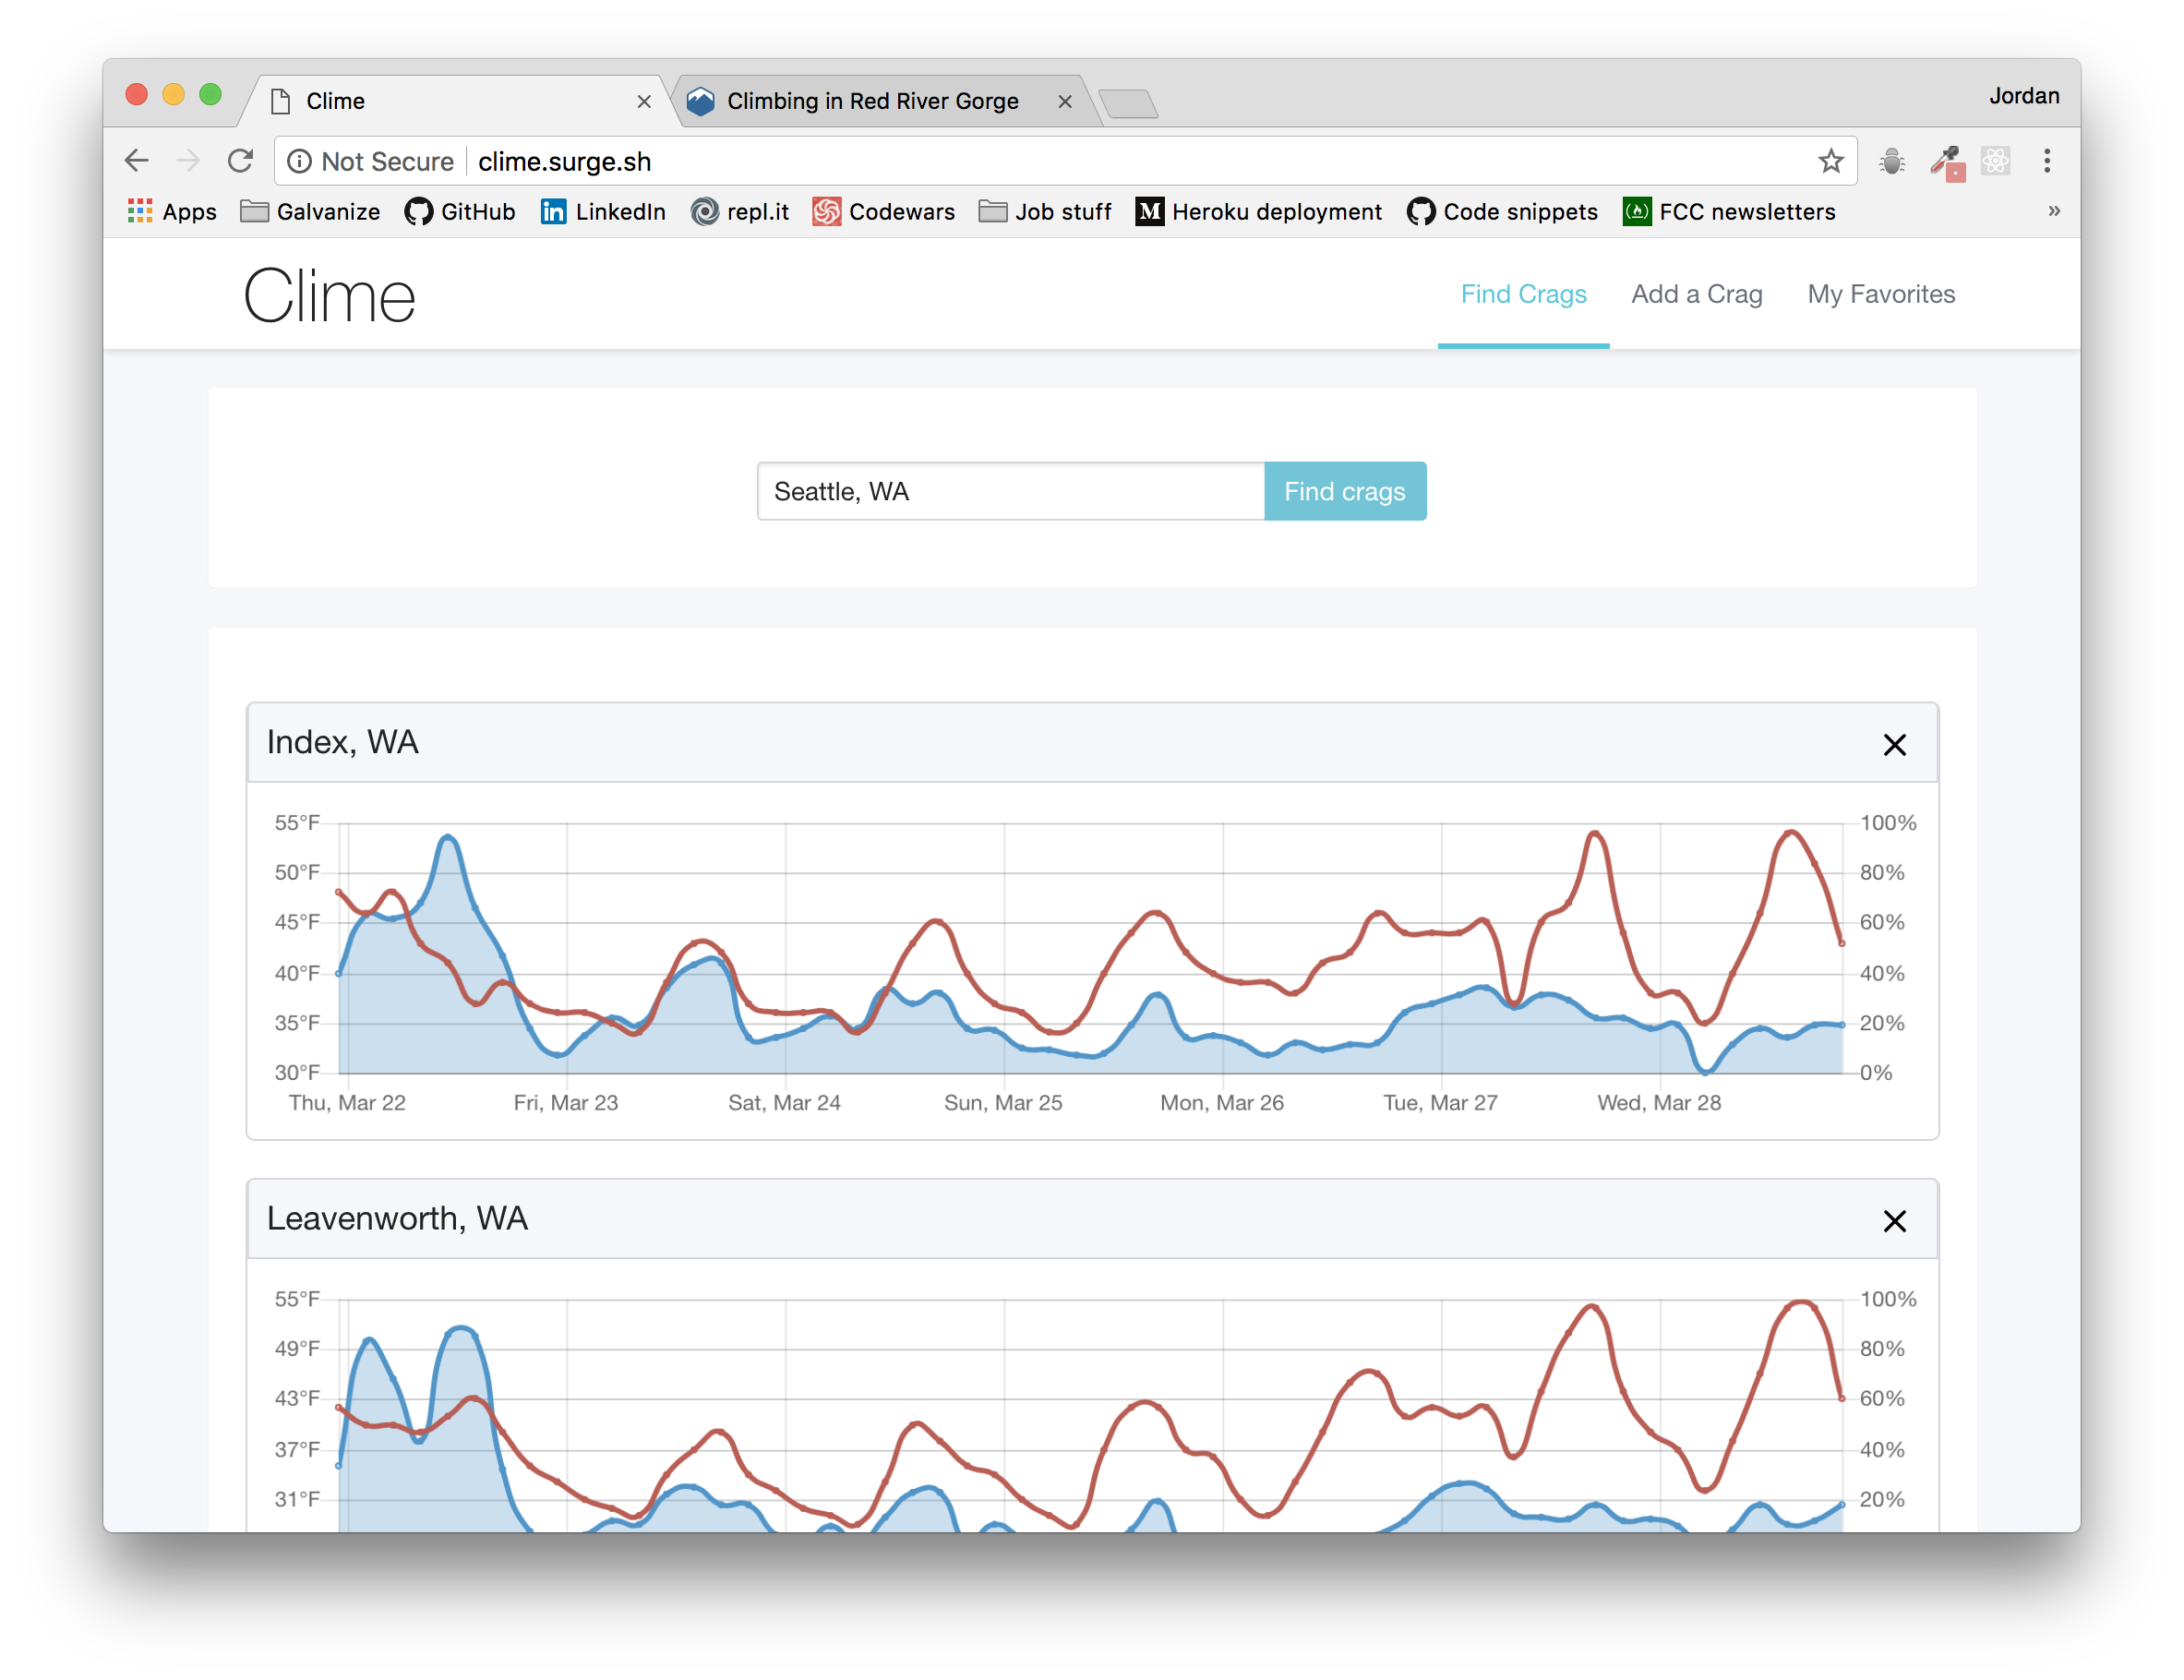 Clime
Climbing in Red River Gorge
Jordan
Not Secure clime.surge.sh
Apps Galvanize GitHub LinkedIn repl.it Codewars Job stuff Heroku deployment Code snippets FCC newsletters »
Clime
Find Crags Add a Crag My Favorites
Seattle, WA Find crags
Index, WA
55°F 100%
50°F 80%
45°F 60%
40°F 40%
35°F 20%
30°F 0%
Thu, Mar 22 Fri, Mar 23 Sat, Mar 24 Sun, Mar 25 Mon, Mar 26 Tue, Mar 27 Wed, Mar 28
Leavenworth, WA
55°F 100%
49°F 80%
43°F 60%
37°F 40%
31°F 20%